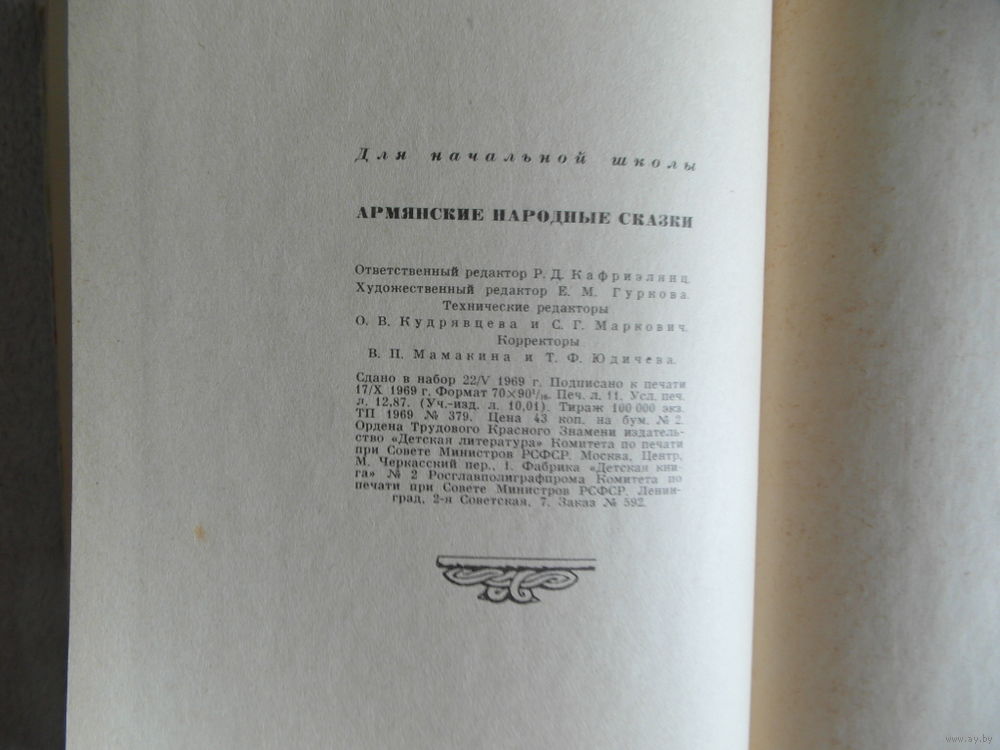 Для начальной школы
АРМЯНСКИЕ НАРОДНЫЕ СКАЗКИ
Ответственный редактор Р. Д. Кафриэлянц.
Художественный редактор Е. М. Гуркова.
Технические редакторы
О. В. Кудрявцева и С. Г. Маркович.
Корректоры
В. П. Мамакина и Т. Ф. Юдичева.
Сдано в набор 22/V 1969 г. Подписано к печати
17/X 1969 г. Формат 70×90¹/₁₆. Печ. л. 11. Усл. печ.
л. 12,87. (Уч.-изд. л. 10,01). Тираж 100 000 экз.
ТП 1969 № 379. Цена 43 коп. на бум. № 2.
Ордена Трудового Красного Знамени издатель-
ство «Детская литература» Комитета по печати
при Совете Министров РСФСР. Москва, Центр,
М. Черкасский пер., 1. Фабрика «Детская кни-
га» № 2 Росглавполиграфпрома Комитета по
печати при Совете Министров РСФСР. Ленин-
град, 2-я Советская, 7. Заказ № 592.
www.ay.by